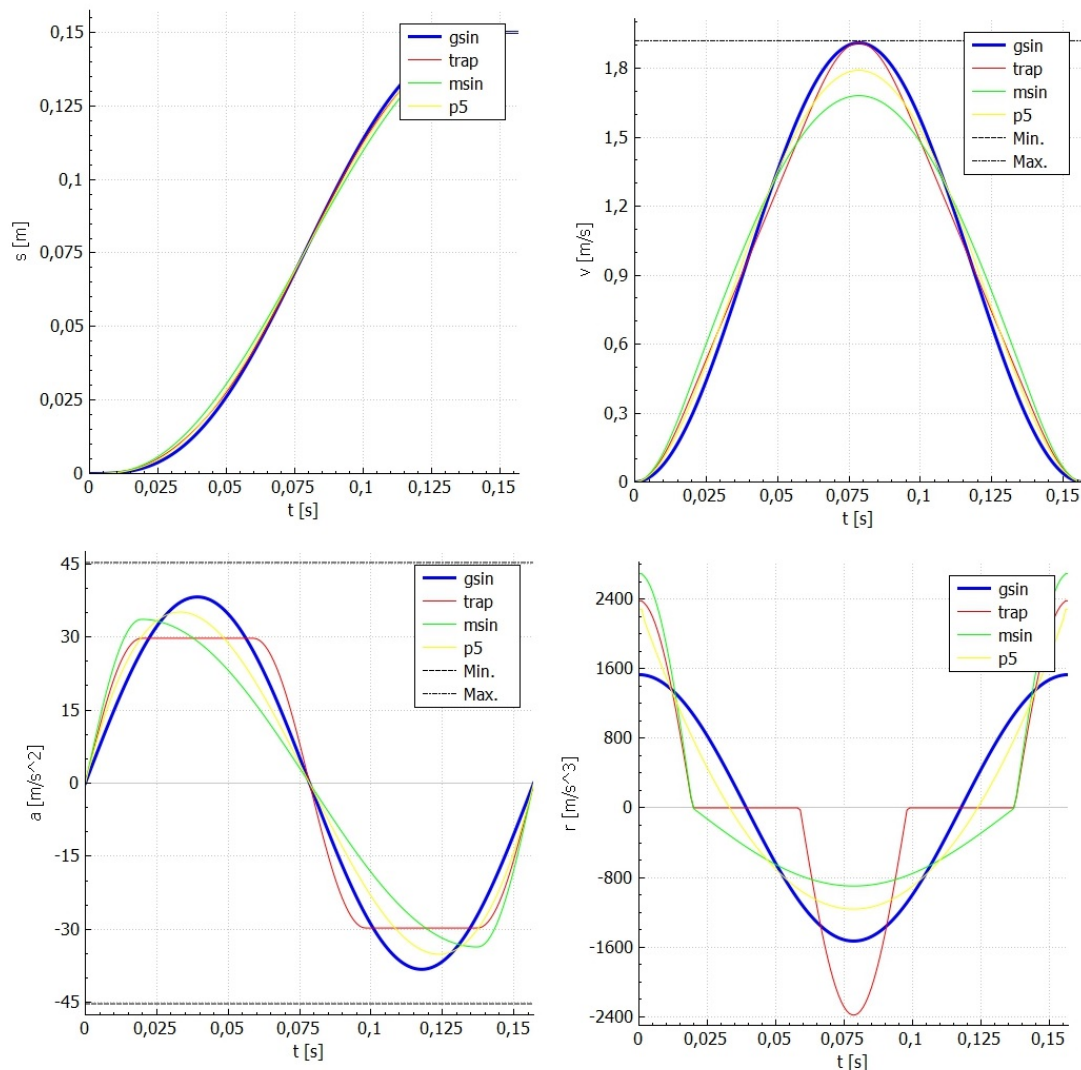 0,15
0,125
0,1
0,075
0,05
0,025
0
s [m]
gsin
trap
msin
p5
0 0,025 0,05 0,075 0,1 0,125 0,15
t [s]
1,8
1,5
1,2
0,9
0,6
0,3
0
v [m/s]
gsin
trap
msin
p5
Min.
Max.
0 0,025 0,05 0,075 0,1 0,125 0,15
t [s]
45
30
15
0
-15
-30
-45
a [m/s^2]
gsin
trap
msin
p5
Min.
Max.
0 0,025 0,05 0,075 0,1 0,125 0,15
t [s]
2400
1600
800
0
-800
-1600
-2400
r [m/s^3]
gsin
trap
msin
p5
0 0,025 0,05 0,075 0,1 0,125 0,15
t [s]